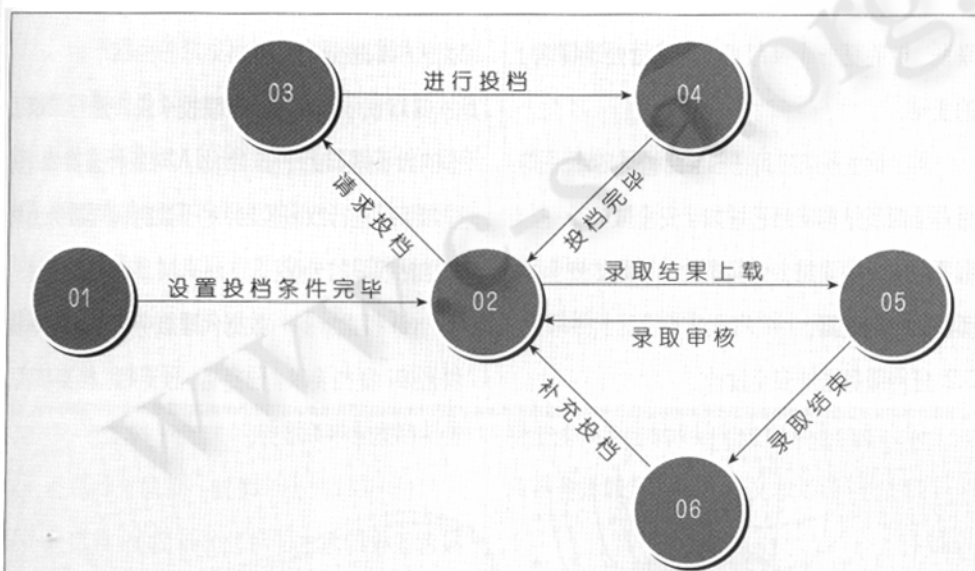 03
进行投档
04
请求投档
投档完毕
01
设置投档条件完毕
02
录取结果上载
录取审核
05
补充投档
录取结束
06
www.c-s-a.org.